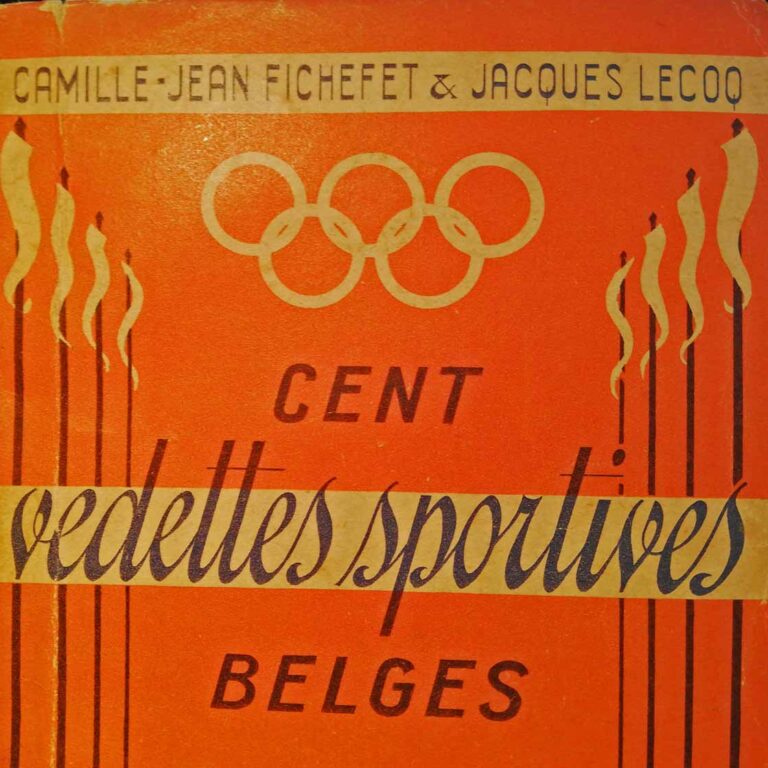 CAMILLE-JEAN FICHEFET & JACQUES LECOQ
CENT
vedettes sportives
BELGES